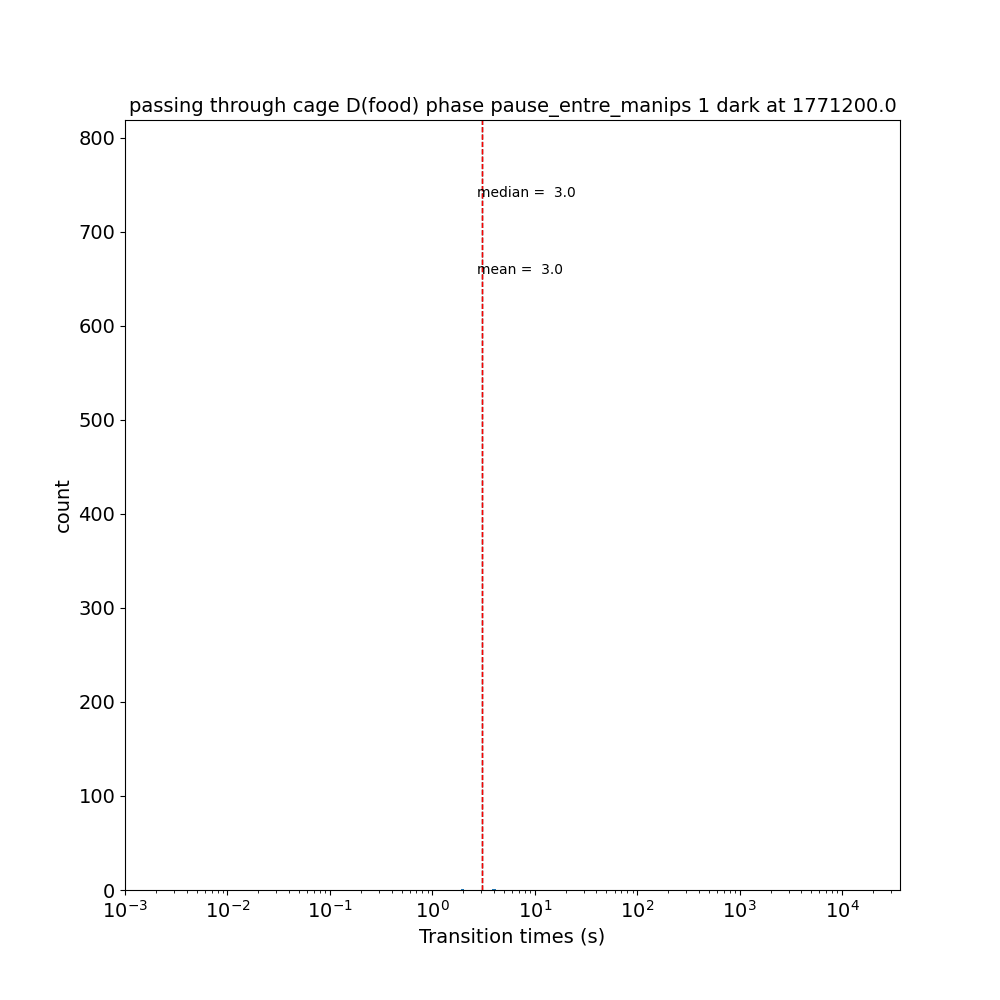 passing through cage D(food) phase pause_entre_manips 1 dark at 1771200.0
800
median =  3.0
700
mean =  3.0
600
500
count
400
300
200
100
0
10⁻³ 10⁻² 10⁻¹ 10⁰ 10¹ 10² 10³ 10⁴
Transition times (s)